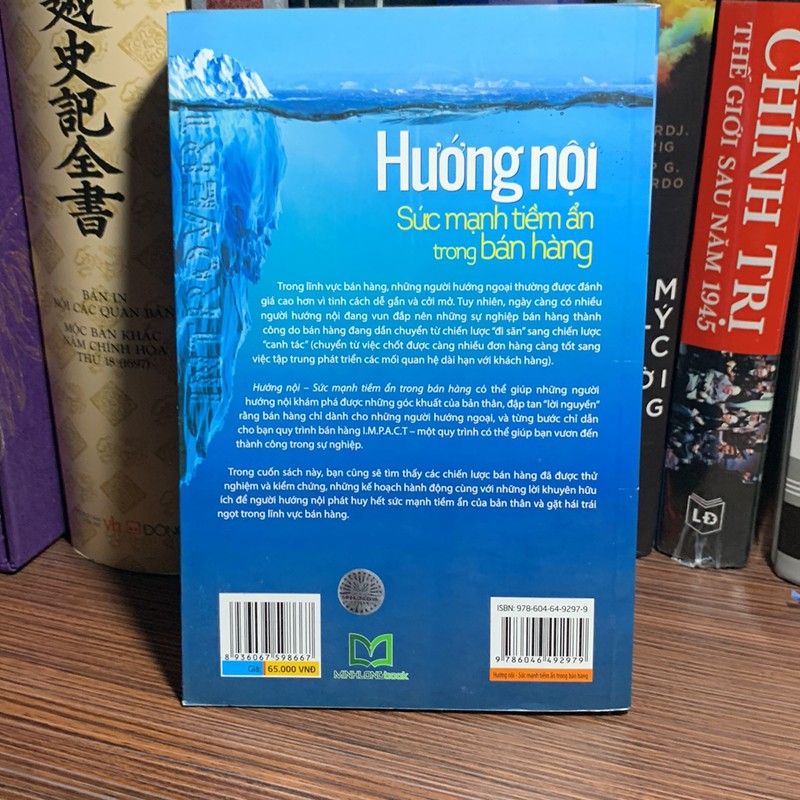 越史記全書
BẢN IN
NỘI CÁC QUAN BẢN
MỘC BẢN KHẮC
NĂM CHÍNH HÒA
THỨ 18 (1697)
ĐÔNG
INTROVERT
Hướng nội
Sức mạnh tiềm ẩn
trong bán hàng
Trong lĩnh vực bán hàng, những người hướng ngoại thường được đánh
giá cao hơn vì tính cách dễ gần và cởi mở. Tuy nhiên, ngày càng có nhiều
người hướng nội đang vun đắp nên những sự nghiệp bán hàng thành
công do bán hàng đang dần chuyển từ chiến lược "đi săn" sang chiến lược
"canh tác" (chuyển từ việc chốt được càng nhiều đơn hàng càng tốt sang
việc tập trung phát triển các mối quan hệ dài hạn với khách hàng).
Hướng nội – Sức mạnh tiềm ẩn trong bán hàng có thể giúp những người
hướng nội khám phá được những góc khuất của bản thân, đập tan "lời nguyền"
rằng bán hàng chỉ dành cho những người hướng ngoại, và từng bước chỉ dẫn
cho bạn quy trình bán hàng I.M.P.A.C.T – một quy trình có thể giúp bạn vươn đến
thành công trong sự nghiệp.
Trong cuốn sách này, bạn cũng sẽ tìm thấy các chiến lược bán hàng đã được thử
nghiệm và kiểm chứng, những kế hoạch hành động cùng với những lời khuyên hữu
ích để người hướng nội phát huy hết sức mạnh tiềm ẩn của bản thân và gặt hái trái
ngọt trong lĩnh vực bán hàng.
8 936067 598667
Giá: 65.000 VNĐ
MINHLONGbook
ISBN: 978-604-64-9297-9
9 786046 492979
Hướng nội - Sức mạnh tiềm ẩn trong bán hàng
CHÍNH TRỊ
THẾ GIỚI SAU NĂM 1945
LĐ